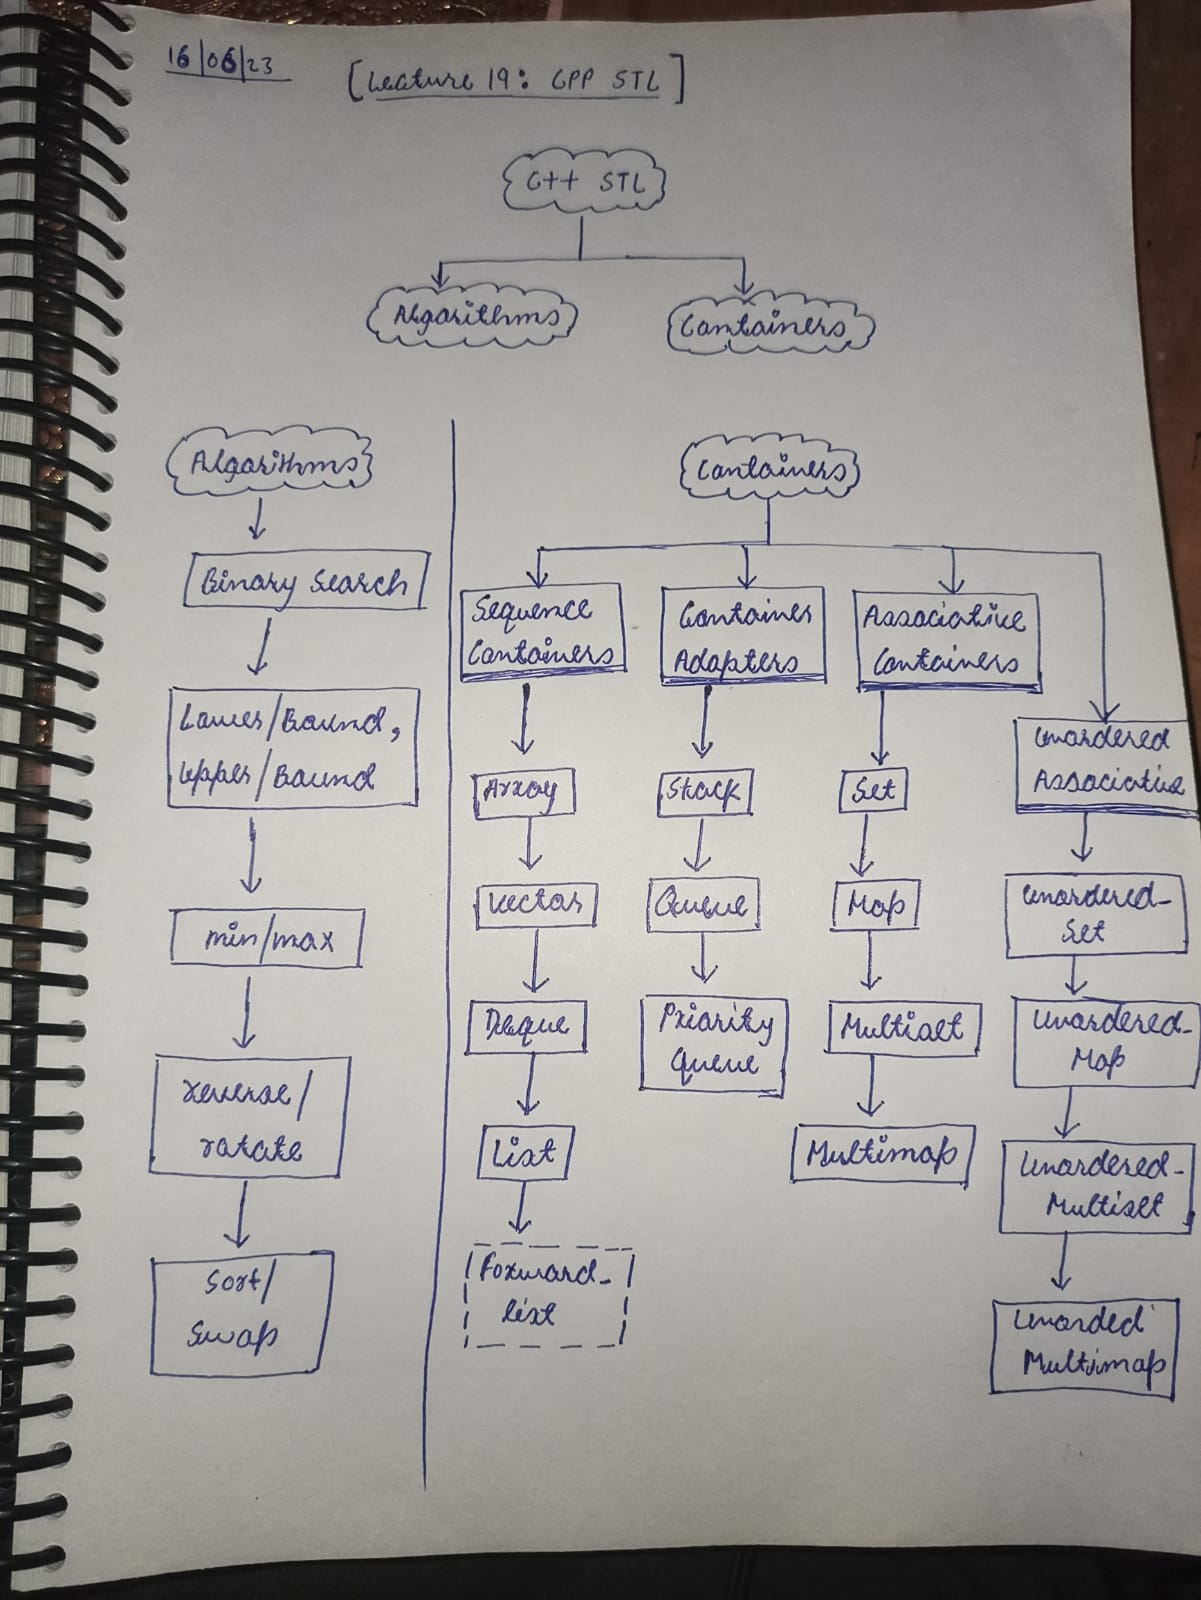 16/06/23
[Lecture 19: CPP STL]
C++ STL
Algorithms
Containers
Algorithms
Binary Search
Lower/Bound,
Upper/Bound
min/max
reverse/
rotate
Sort/
Swap
Containers
Sequence
Containers
Array
Vector
Deque
List
Forward-
list
Container
Adapters
Stack
Queue
Priority
Queue
Associative
Containers
Set
Map
Multiset
Multimap
Unordered
Associative
Unordered-
Set
Unordered-
Map
Unordered-
Multiset
Unorded
Multimap